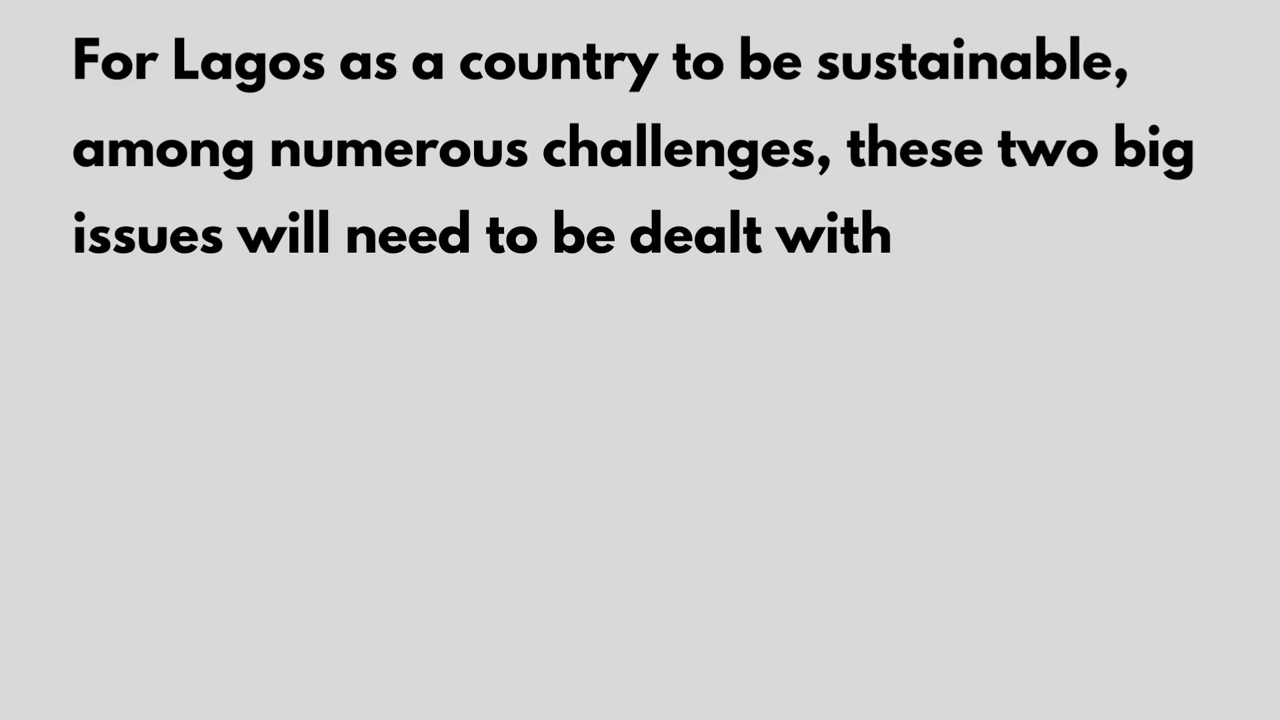 For Lagos as a country to be sustainable,
among numerous challenges, these two big
issues will need to be dealt with